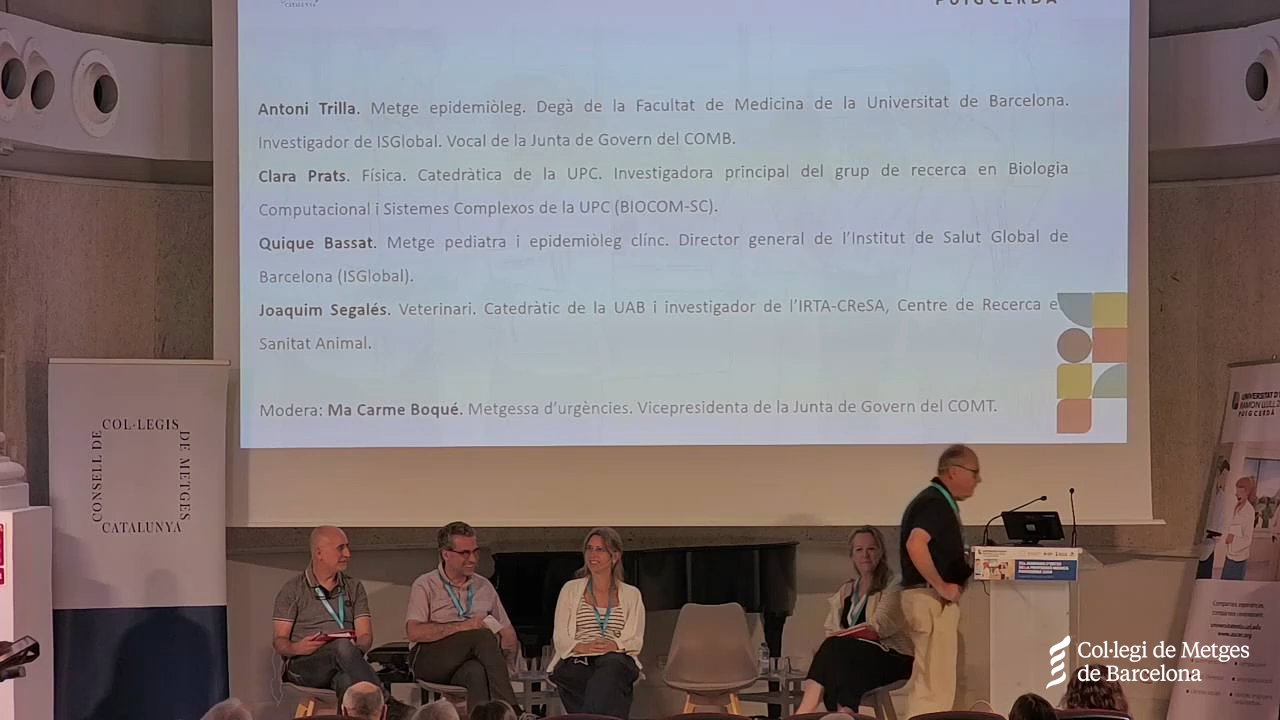 CATALUNYA
PUIGCERDÀ
Antoni Trilla. Metge epidemiòleg. Degà de la Facultat de Medicina de la Universitat de Barcelona.
Investigador de ISGlobal. Vocal de la Junta de Govern del COMB.
Clara Prats. Física. Catedràtica de la UPC. Investigadora principal del grup de recerca en Biologia
Computacional i Sistemes Complexos de la UPC (BIOCOM-SC).
Quique Bassat. Metge pediatra i epidemiòleg clínc. Director general de l’Institut de Salut Global de
Barcelona (ISGlobal).
Joaquim Segalés. Veterinari. Catedràtic de la UAB i investigador de l’IRTA-CReSA, Centre de Recerca e
Sanitat Animal.
Modera: Ma Carme Boqué. Metgessa d’urgències. Vicepresidenta de la Junta de Govern del COMT.
CONSELL DE
COL·LEGIS
DE METGES
CATALUNYA
UNIVERSITAT D'
RAMON LLULL
PUIGCERDÀ
Col·legi de Metges
de Barcelona